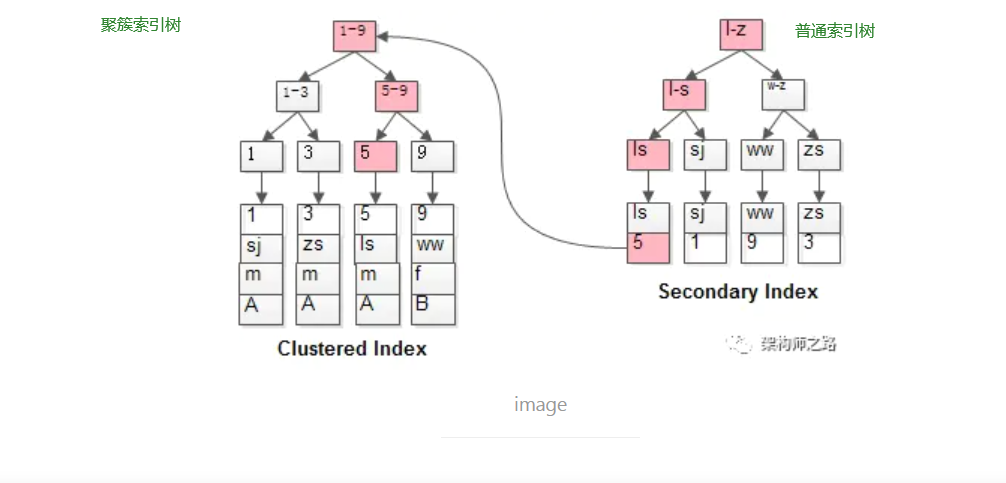 聚簇索引树
普通索引树
1-9
l-z
1-3
5-9
l-s
w-z
1
3
5
9
ls
sj
ww
zs
1
3
5
9
ls
sj
ww
zs
sj
zs
ls
ww
5
1
9
3
m
m
m
f
A
A
A
B
Secondary Index
Clustered Index
架构师之路
image